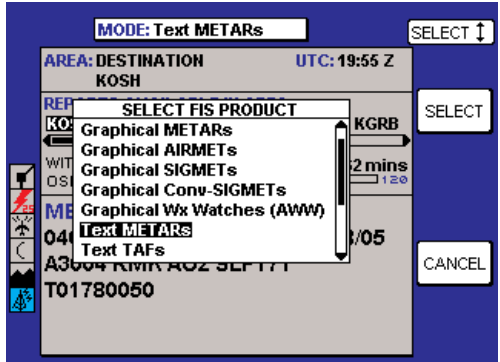 MODE: Text METARs
SELECT
AREA: DESTINATION UTC: 19:55 Z
KOSH
SELECT FIS PRODUCT
KGRB
SELECT
Graphical METARs
Graphical AIRMETs
Graphical SIGMETs
2 mins
120
Graphical Conv-SIGMETs
Graphical Wx Watches (AWW)
Text METARs
/05
Text TAFs
CANCEL
T01780050